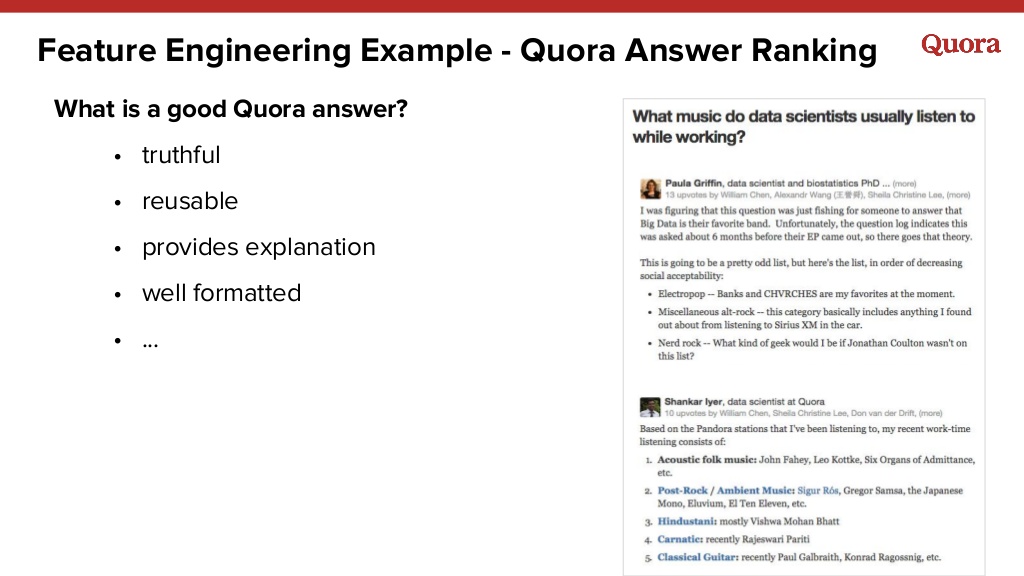 Feature Engineering Example - Quora Answer Ranking
Quora
What is a good Quora answer?
• truthful
• reusable
• provides explanation
• well formatted
• ...
What music do data scientists usually listen to
while working?
Paula Griffin, data scientist and biostatistics PhD ... (more)
13 upvotes by William Chen, Alexandr Wang (王誉舜), Sheila Christine Lee, (more)
I was figuring that this question was just fishing for someone to answer that
Big Data is their favorite band. Unfortunately, the question log indicates this
was asked about 6 months before their EP came out, so there goes that theory.
This is going to be a pretty odd list, but here's the list, in order of decreasing
social acceptability:
• Electropop -- Banks and CHVRCHES are my favorites at the moment.
• Miscellaneous alt-rock -- this category basically includes anything I found
out about from listening to Sirius XM in the car.
• Nerd rock -- What kind of geek would I be if Jonathan Coulton wasn't on
this list?
Shankar Iyer, data scientist at Quora
10 upvotes by William Chen, Sheila Christine Lee, Don van der Drift, (more)
Based on the Pandora stations that I've been listening to, my recent work-time
listening consists of:
1. Acoustic folk music: John Fahey, Leo Kottke, Six Organs of Admittance,
etc.
2. Post-Rock / Ambient Music: Sigur Rós, Gregor Samsa, the Japanese
Mono, Eluvium, El Ten Eleven, etc.
3. Hindustani: mostly Vishwa Mohan Bhatt
4. Carnatic: recently Rajeswari Pariti
5. Classical Guitar: recently Paul Galbraith, Konrad Ragossnig, etc.